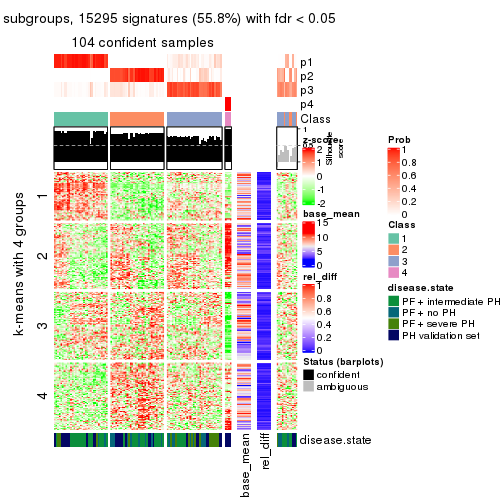 subgroups, 15295 signatures (55.8%) with fdr < 0.05
104 confident samples
p1
p2
p3
p4
Class
1
0.5
0
Silhouette
score
k-means with 4 groups
1
2
3
4
disease.state
base_mean
rel_diff
z-score
2
1
0
-1
-2
base_mean
15
10
5
0
rel_diff
1
0.8
0.6
0.4
0.2
0
Status (barplots)
confident
ambiguous
Prob
1
0.8
0.6
0.4
0.2
0
Class
1
2
3
4
disease.state
PF+ intermediate PH
PF+ no PH
PF+ severe PH
PH validation set